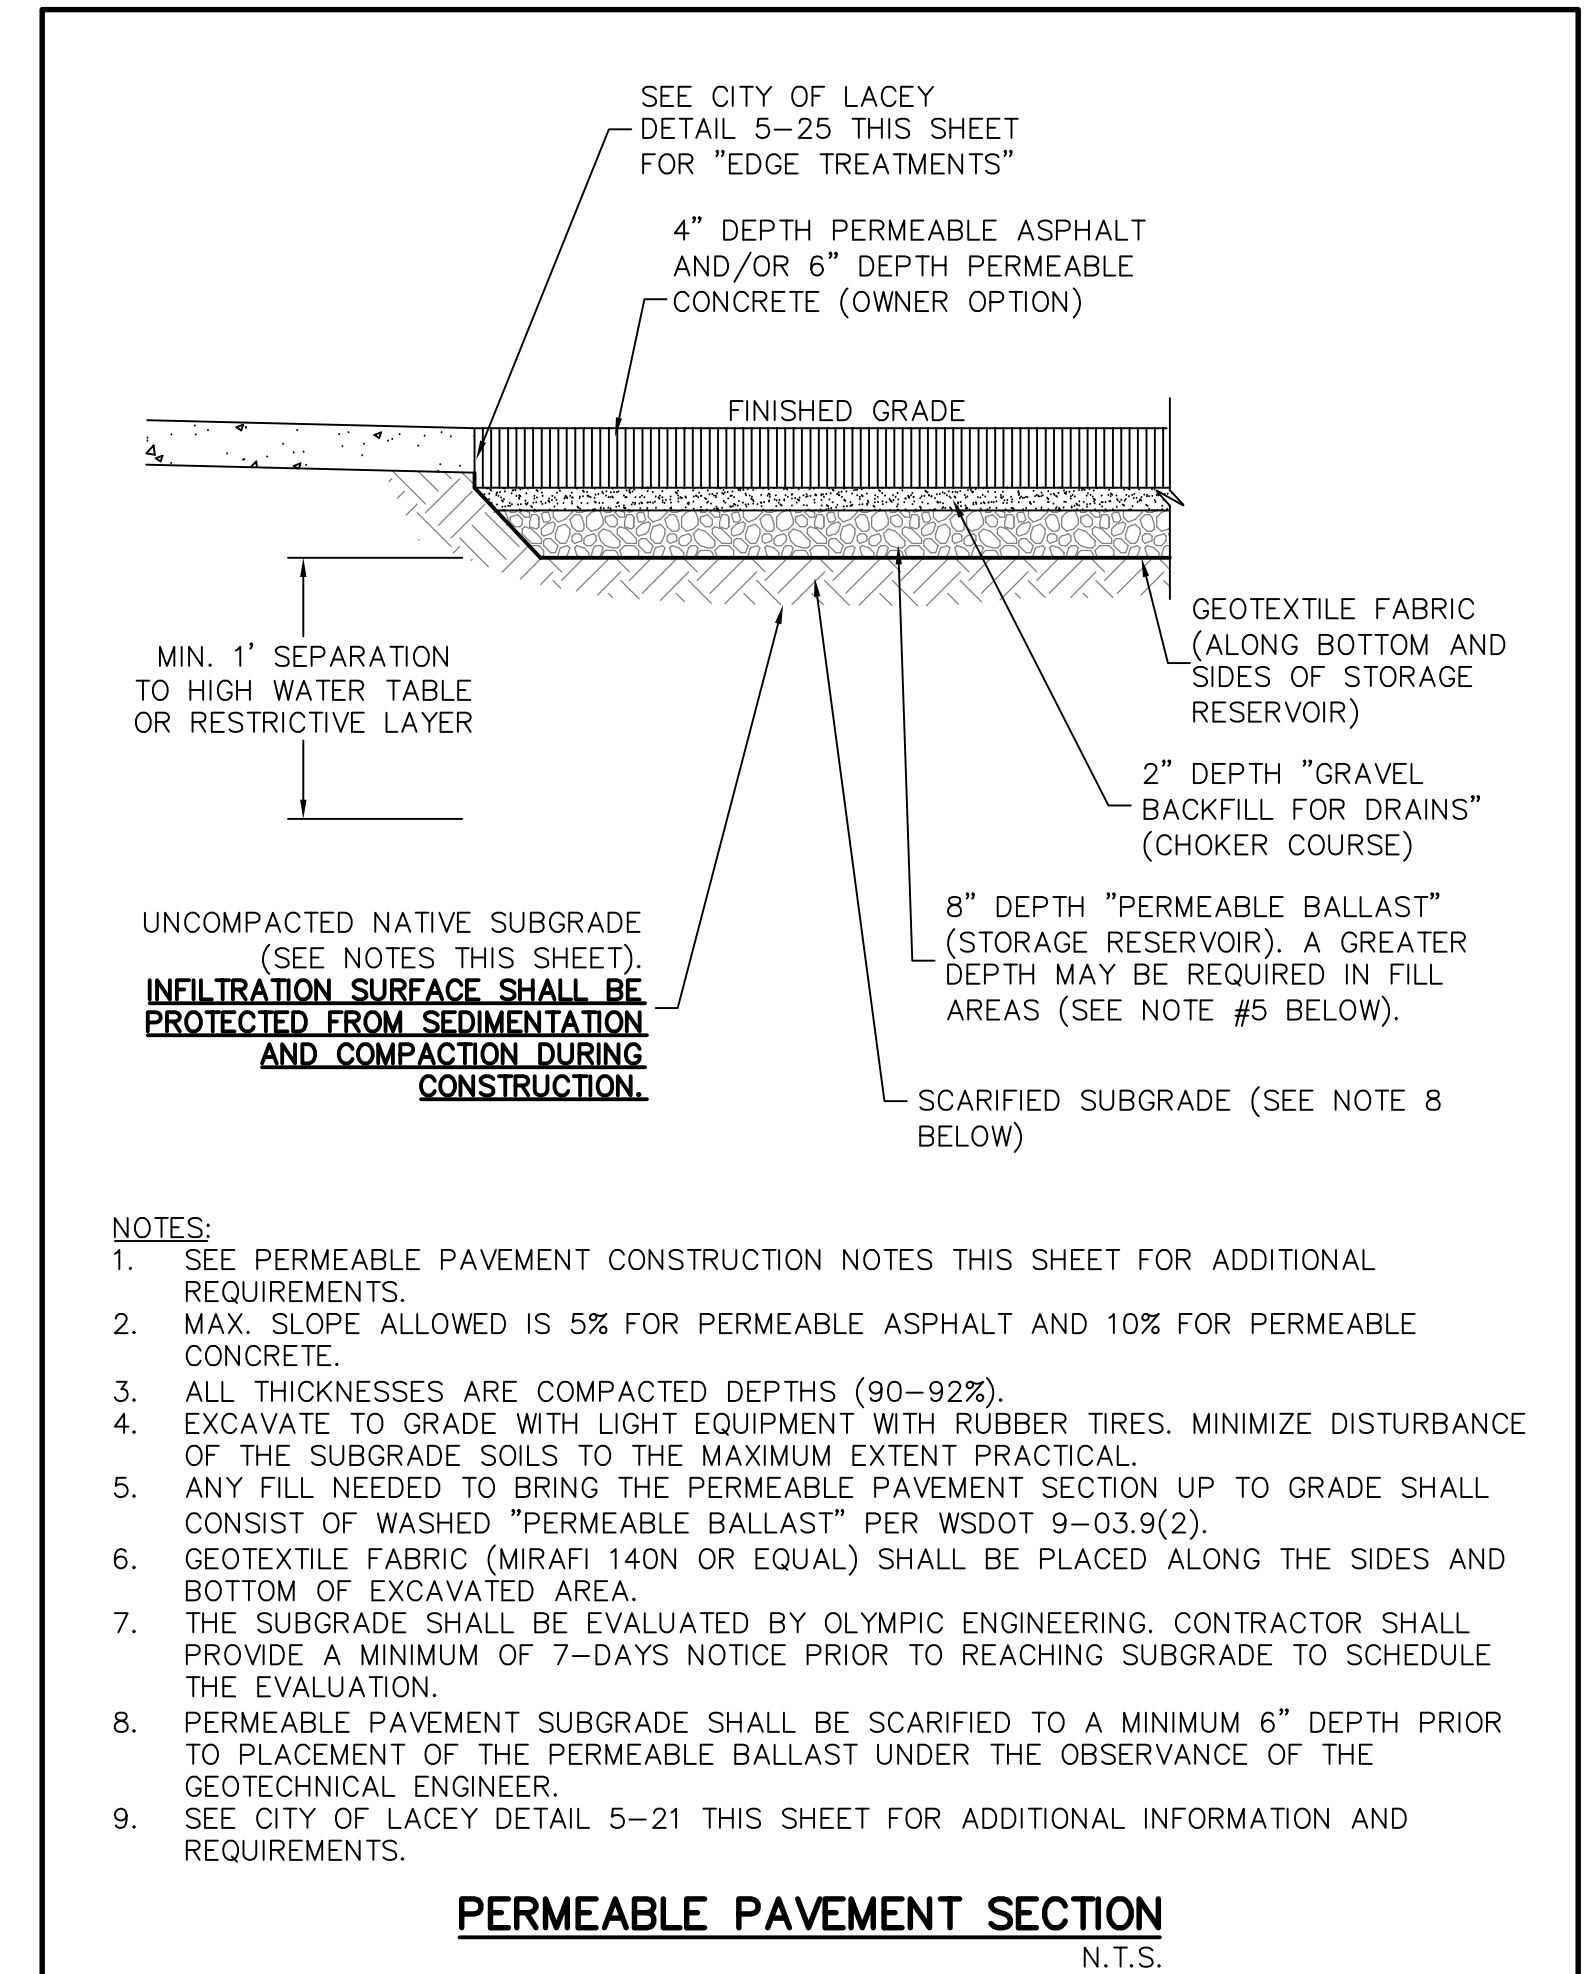 SEE CITY OF LACEY
DETAIL 5–25 THIS SHEET
FOR "EDGE TREATMENTS"
4" DEPTH PERMEABLE ASPHALT
AND/OR 6" DEPTH PERMEABLE
CONCRETE (OWNER OPTION)
FINISHED GRADE
MIN. 1' SEPARATION
TO HIGH WATER TABLE
OR RESTRICTIVE LAYER
GEOTEXTILE FABRIC
(ALONG BOTTOM AND
SIDES OF STORAGE
RESERVOIR)
2" DEPTH "GRAVEL
BACKFILL FOR DRAINS"
(CHOKER COURSE)
8" DEPTH "PERMEABLE BALLAST"
(STORAGE RESERVOIR). A GREATER
DEPTH MAY BE REQUIRED IN FILL
AREAS (SEE NOTE #5 BELOW).
UNCOMPACTED NATIVE SUBGRADE
(SEE NOTES THIS SHEET).
INFILTRATION SURFACE SHALL BE
PROTECTED FROM SEDIMENTATION
AND COMPACTION DURING
CONSTRUCTION.
SCARIFIED SUBGRADE (SEE NOTE 8
BELOW)
NOTES:
1. SEE PERMEABLE PAVEMENT CONSTRUCTION NOTES THIS SHEET FOR ADDITIONAL
REQUIREMENTS.
2. MAX. SLOPE ALLOWED IS 5% FOR PERMEABLE ASPHALT AND 10% FOR PERMEABLE
CONCRETE.
3. ALL THICKNESSES ARE COMPACTED DEPTHS (90–92%).
4. EXCAVATE TO GRADE WITH LIGHT EQUIPMENT WITH RUBBER TIRES. MINIMIZE DISTURBANCE
OF THE SUBGRADE SOILS TO THE MAXIMUM EXTENT PRACTICAL.
5. ANY FILL NEEDED TO BRING THE PERMEABLE PAVEMENT SECTION UP TO GRADE SHALL
CONSIST OF WASHED "PERMEABLE BALLAST" PER WSDOT 9–03.9(2).
6. GEOTEXTILE FABRIC (MIRAFI 140N OR EQUAL) SHALL BE PLACED ALONG THE SIDES AND
BOTTOM OF EXCAVATED AREA.
7. THE SUBGRADE SHALL BE EVALUATED BY OLYMPIC ENGINEERING. CONTRACTOR SHALL
PROVIDE A MINIMUM OF 7–DAYS NOTICE PRIOR TO REACHING SUBGRADE TO SCHEDULE
THE EVALUATION.
8. PERMEABLE PAVEMENT SUBGRADE SHALL BE SCARIFIED TO A MINIMUM 6" DEPTH PRIOR
TO PLACEMENT OF THE PERMEABLE BALLAST UNDER THE OBSERVANCE OF THE
GEOTECHNICAL ENGINEER.
9. SEE CITY OF LACEY DETAIL 5–21 THIS SHEET FOR ADDITIONAL INFORMATION AND
REQUIREMENTS.
PERMEABLE PAVEMENT SECTION
N.T.S.